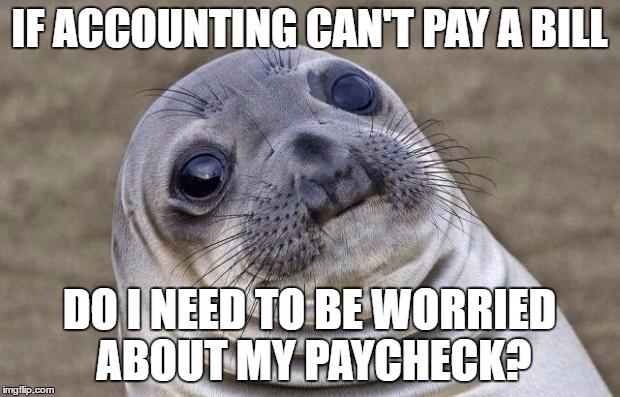 IF ACCOUNTING CAN'T PAY A BILL
DO I NEED TO BE WORRIED
ABOUT MY PAYCHECK?
imgflip.com